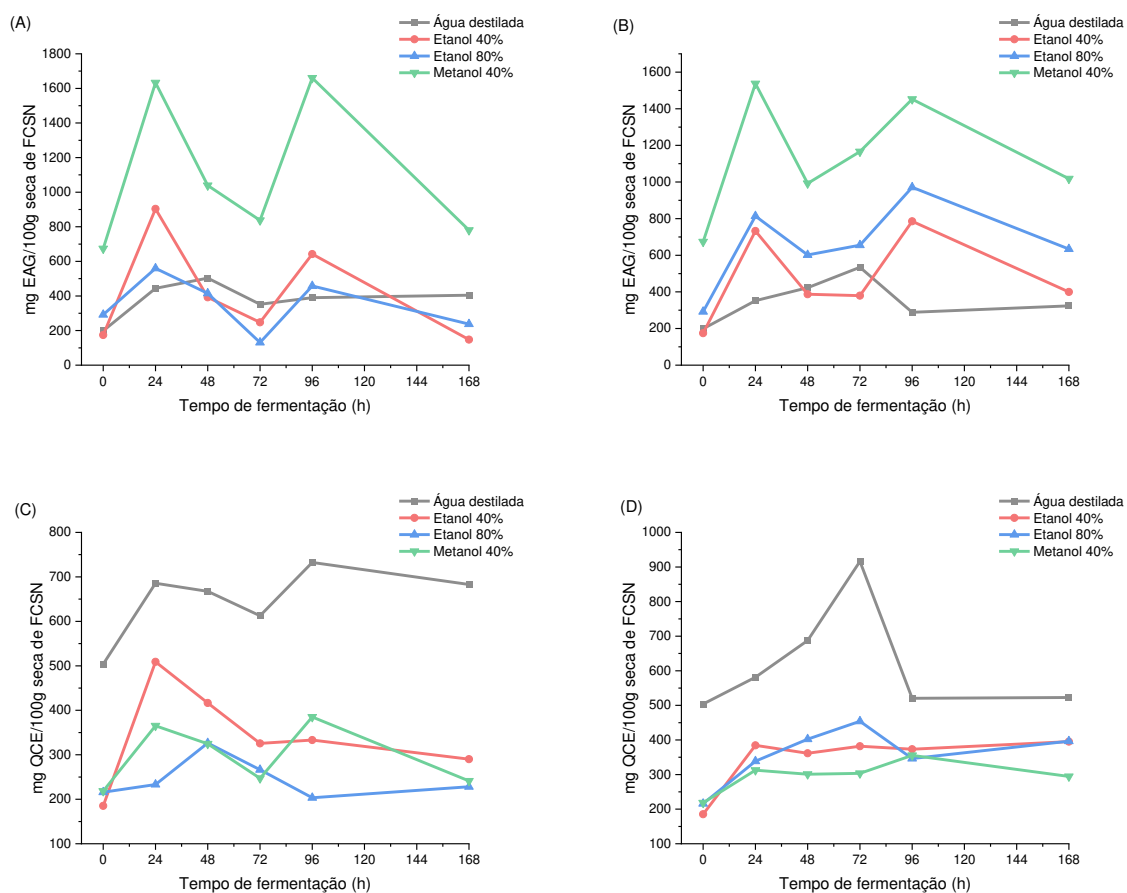 (A)
Água destilada
Etanol 40%
Etanol 80%
Metanol 40%
1800
1600
1400
1200
1000
800
600
400
200
0
mg EAG/100g seca de FCSN
0 24 48 72 96 120 144 168
Tempo de fermentação (h)
(B)
Água destilada
Etanol 40%
Etanol 80%
Metanol 40%
1600
1400
1200
1000
800
600
400
200
0
mg EAG/100g seca de FCSN
0 24 48 72 96 120 144 168
Tempo de fermentação (h)
(C)
Água destilada
Etanol 40%
Etanol 80%
Metanol 40%
800
700
600
500
400
300
200
100
mg QCE/100g seca de FCSN
0 24 48 72 96 120 144 168
Tempo de fermentação (h)
(D)
Água destilada
Etanol 40%
Etanol 80%
Metanol 40%
1000
900
800
700
600
500
400
300
200
100
mg QCE/100g seca de FCSN
0 24 48 72 96 120 144 168
Tempo de fermentação (h)